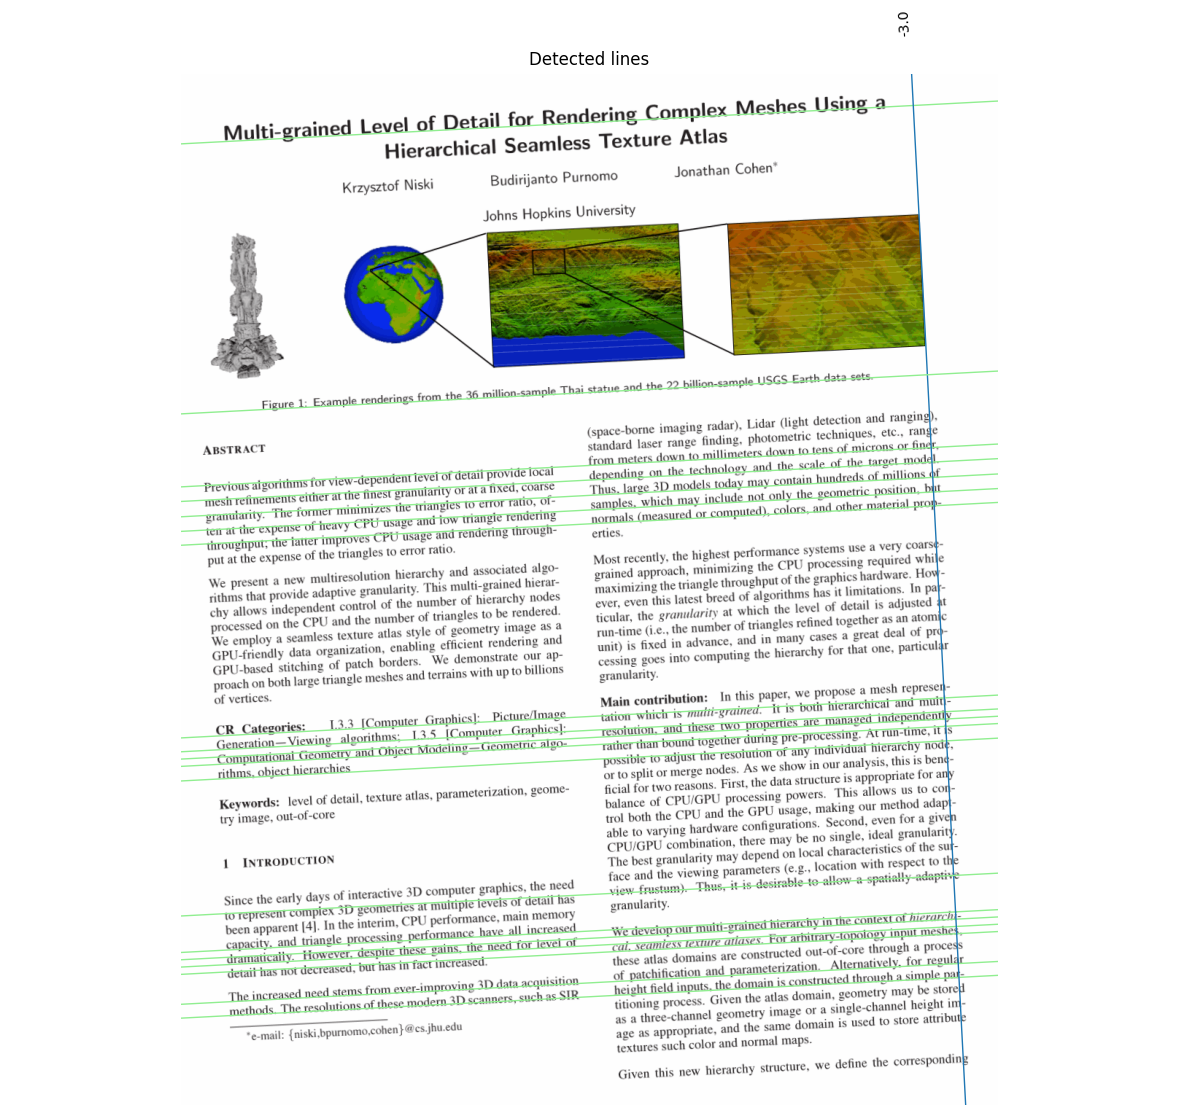 -3.0
Detected lines
Multi-grained Level of Detail for Rendering Complex Meshes Using a
Hierarchical Seamless Texture Atlas
Krzysztof Niski Budirijanto Purnomo Jonathan Cohen*
Johns Hopkins University
Figure 1: Example renderings from the 36 million-sample Thai statue and the 22 billion-sample USGS Earth data sets.
ABSTRACT
Previous algorithms for view-dependent level of detail provide local
mesh refinements either at the finest granularity or at a fixed, coarse
granularity. The former minimizes the triangles to error ratio, of-
ten at the expense of heavy CPU usage and low triangle rendering
throughput; the latter improves CPU usage and rendering through-
put at the expense of the triangles to error ratio.
We present a new multiresolution hierarchy and associated algo-
rithms that provide adaptive granularity. This multi-grained hierar-
chy allows independent control of the number of hierarchy nodes
processed on the CPU and the number of triangles to be rendered.
We employ a seamless texture atlas style of geometry image as a
GPU-friendly data organization, enabling efficient rendering and
GPU-based stitching of patch borders. We demonstrate our ap-
proach on both large triangle meshes and terrains with up to billions
of vertices.
CR Categories: I.3.3 [Computer Graphics]: Picture/Image
Generation—Viewing algorithms; I.3.5 [Computer Graphics]:
Computational Geometry and Object Modeling—Geometric algo-
rithms, object hierarchies
Keywords: level of detail, texture atlas, parameterization, geome-
try image, out-of-core
1 INTRODUCTION
Since the early days of interactive 3D computer graphics, the need
to represent complex 3D geometries at multiple levels of detail has
been apparent [4]. In the interim, CPU performance, main memory
capacity, and triangle processing performance have all increased
dramatically. However, despite these gains, the need for level of
detail has not decreased, but has in fact increased.
The increased need stems from ever-improving 3D data acquisition
methods. The resolutions of these modern 3D scanners, such as SIR
*e-mail: {niski,bpurnomo,cohen}@cs.jhu.edu
(space-borne imaging radar), Lidar (light detection and ranging),
standard laser range finding, photometric techniques, etc., range
from meters down to millimeters down to tens of microns or finer,
depending on the technology and the scale of the target model.
Thus, large 3D models today may contain hundreds of millions of
samples, which may include not only the geometric position, but
normals (measured or computed), colors, and other material prop-
erties.
Most recently, the highest performance systems use a very coarse-
grained approach, minimizing the CPU processing required while
maximizing the triangle throughput of the graphics hardware. How-
ever, even this latest breed of algorithms has it limitations. In par-
ticular, the granularity at which the level of detail is adjusted at
run-time (i.e., the number of triangles refined together as an atomic
unit) is fixed in advance, and in many cases a great deal of pro-
cessing goes into computing the hierarchy for that one, particular
granularity.
Main contribution: In this paper, we propose a mesh represen-
tation which is multi-grained. It is both hierarchical and multi-
resolution, and these two properties are managed independently
rather than bound together during pre-processing. At run-time, it is
possible to adjust the resolution of any individual hierarchy node,
or to split or merge nodes. As we show in our analysis, this is bene-
ficial for two reasons. First, the data structure is appropriate for any
balance of CPU/GPU processing powers. This allows us to con-
trol both the CPU and the GPU usage, making our method adapt-
able to varying hardware configurations. Second, even for a given
CPU/GPU combination, there may be no single, ideal granularity.
The best granularity may depend on local characteristics of the sur-
face and the viewing parameters (e.g., location with respect to the
view frustum). Thus, it is desirable to allow a spatially-adaptive
granularity.
We develop our multi-grained hierarchy in the context of hierarchi-
cal, seamless texture atlases. For arbitrary-topology input meshes,
these atlas domains are constructed out-of-core through a process
of patchification and parameterization. Alternatively, for regular
height field inputs, the domain is constructed through a simple par-
titioning process. Given the atlas domain, geometry may be stored
as a three-channel geometry image or a single-channel height im-
age as appropriate, and the same domain is used to store attribute
textures such color and normal maps.
Given this new hierarchy structure, we define the corresponding